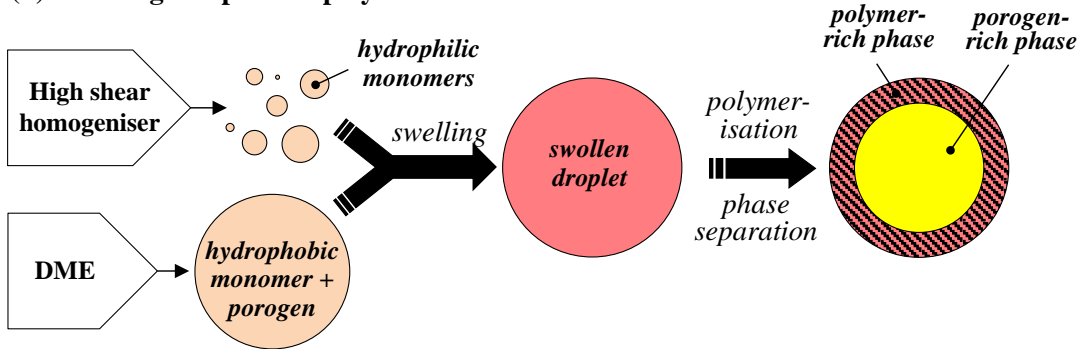 polymer-
rich phase
porogen-
rich phase
hydrophilic
monomers
High shear
homogeniser
swelling
swollen
droplet
polymer-
isation
phase
separation
DME
hydrophobic
monomer +
porogen